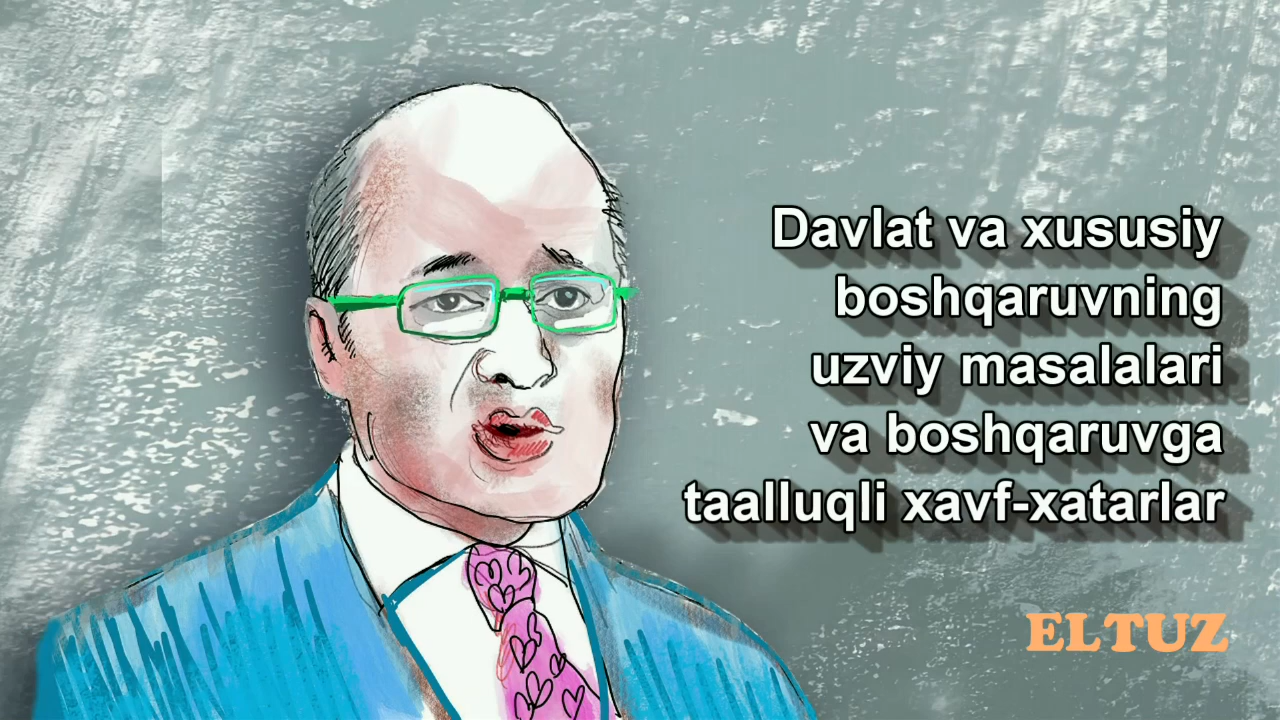 Davlat va xususiy
boshqaruvning
uzviy masalalari
va boshqaruvga
taalluqli xavf-xatarlar
ELTUZ